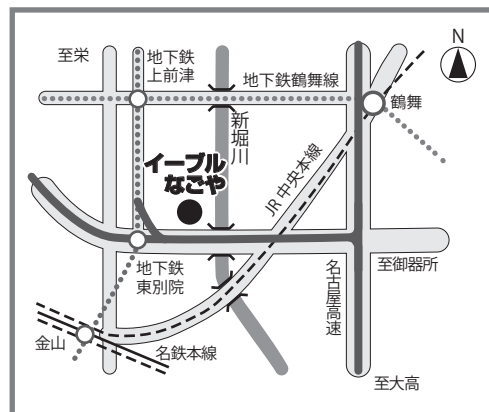 至栄
地下鉄
上前津
地下鉄鶴舞線
N
鶴舞
新堀川
イーブル
なごや
JR中央本線
地下鉄
東別院
名古屋高速
至御器所
金山
名鉄本線
至大高